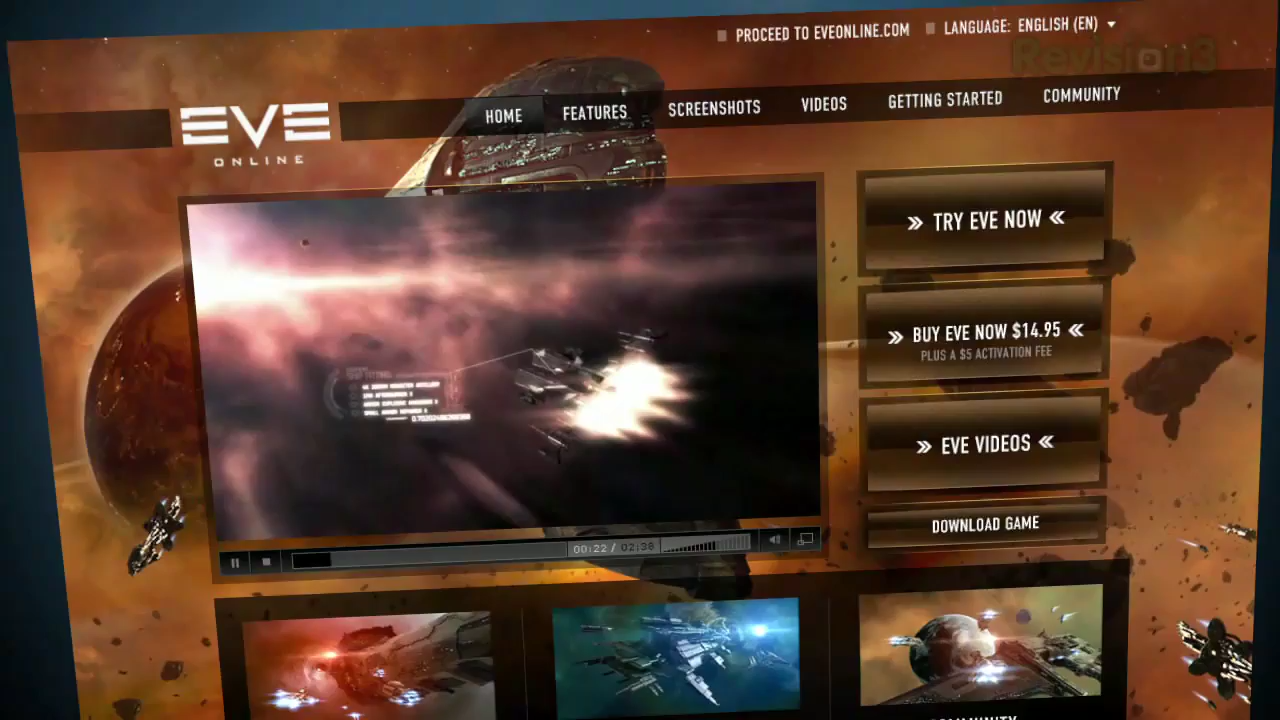 PROCEED TO EVEONLINE.COM
LANGUAGE: ENGLISH (EN)
Revision3
EVE
ONLINE
HOME
FEATURES
SCREENSHOTS
VIDEOS
GETTING STARTED
COMMUNITY
» TRY EVE NOW «
» BUY EVE NOW $14.95 «
PLUS A $5 ACTIVATION FEE
» EVE VIDEOS «
DOWNLOAD GAME
00:22 / 02:38
COMMUNITY